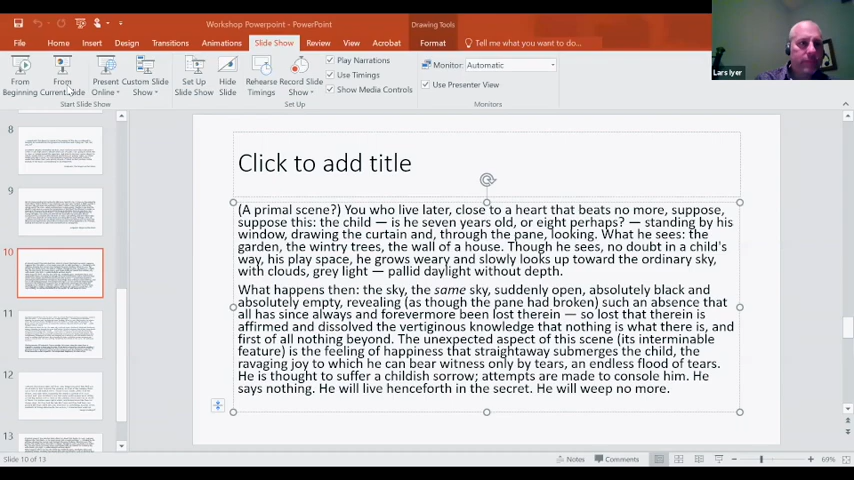 Workshop Powerpoint - PowerPoint
Drawing Tools
File Home Insert Design Transitions Animations Slide Show Review View Acrobat Format Tell me what you want to do...
From Beginning
From Current Slide
Present Online
Custom Slide Show
Set Up Slide Show
Hide Slide
Rehearse Timings
Record Slide Show
Play Narrations
Use Timings
Show Media Controls
Monitor: Automatic
Use Presenter View
Start Slide Show
Set Up
Monitors
Lars Iyer
8
9
10
11
12
13
Click to add title
(A primal scene?) You who live later, close to a heart that beats no more, suppose,
suppose this: the child — is he seven years old, or eight perhaps? — standing by his
window, drawing the curtain and, through the pane, looking. What he sees: the
garden, the wintry trees, the wall of a house. Though he sees, no doubt in a child's
way, his play space, he grows weary and slowly looks up toward the ordinary sky,
with clouds, grey light — pallid daylight without depth.
What happens then: the sky, the same sky, suddenly open, absolutely black and
absolutely empty, revealing (as though the pane had broken) such an absence that
all has since always and forevermore been lost therein — so lost that therein is
affirmed and dissolved the vertiginous knowledge that nothing is what there is, and
first of all nothing beyond. The unexpected aspect of this scene (its interminable
feature) is the feeling of happiness that straightaway submerges the child, the
ravaging joy to which he can bear witness only by tears, an endless flood of tears.
He is thought to suffer a childish sorrow; attempts are made to console him. He
says nothing. He will live henceforth in the secret. He will weep no more.
Slide 10 of 13
Notes
Comments
69%